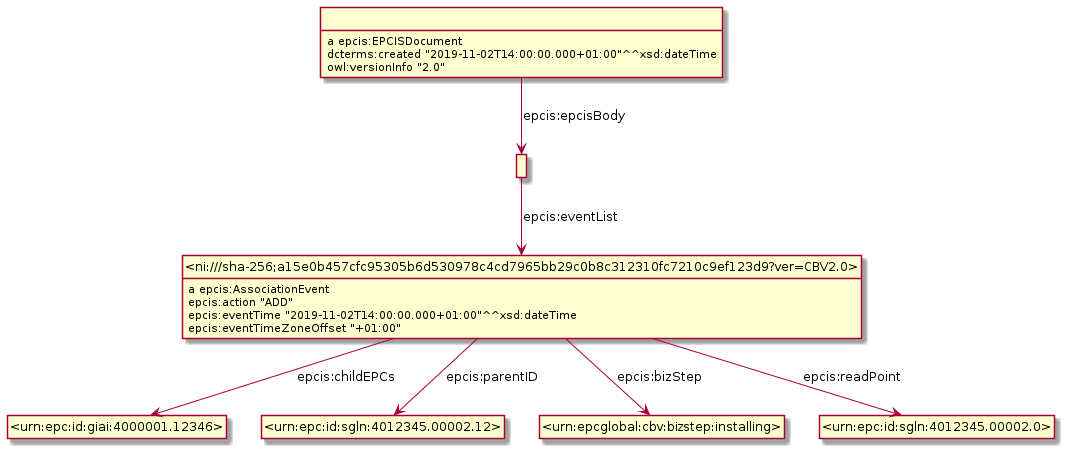 a epcis:EPCISDocument
dcterms:created "2019-11-02T14:00:00.000+01:00"^^xsd:dateTime
owl:versionInfo "2.0"
epcis:epcisBody
epcis:eventList
<ni:///sha-256;a15e0b457cfc95305b6d530978c4cd7965bb29c0b8c312310fc7210c9ef123d9?ver=CBV2.0>
a epcis:AssociationEvent
epcis:action "ADD"
epcis:eventTime "2019-11-02T14:00:00.000+01:00"^^xsd:dateTime
epcis:eventTimeZoneOffset "+01:00"
epcis:childEPCs
epcis:parentID
epcis:bizStep
epcis:readPoint
<urn:epc:id:giai:4000001.12346>
<urn:epc:id:sgln:4012345.00002.12>
<urn:epcglobal:cbv:bizstep:installing>
<urn:epc:id:sgln:4012345.00002.0>